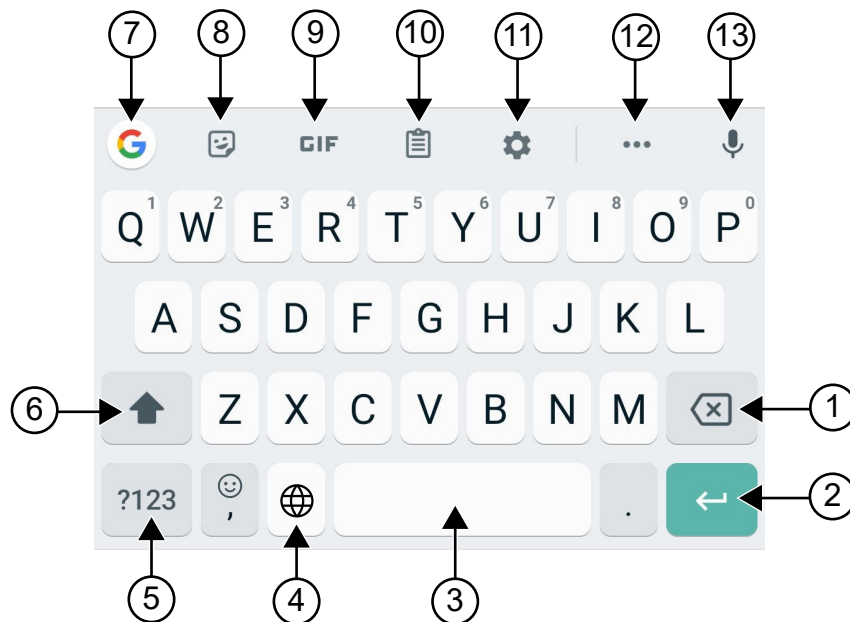 7 8 9 10 11 12 13
G GIF
Q1 W2 E3 R4 T5 Y6 U7 I8 O9 P0
A S D F G H J K L
6 Z X C V B N M 1
?123 , . 2
5 4 3